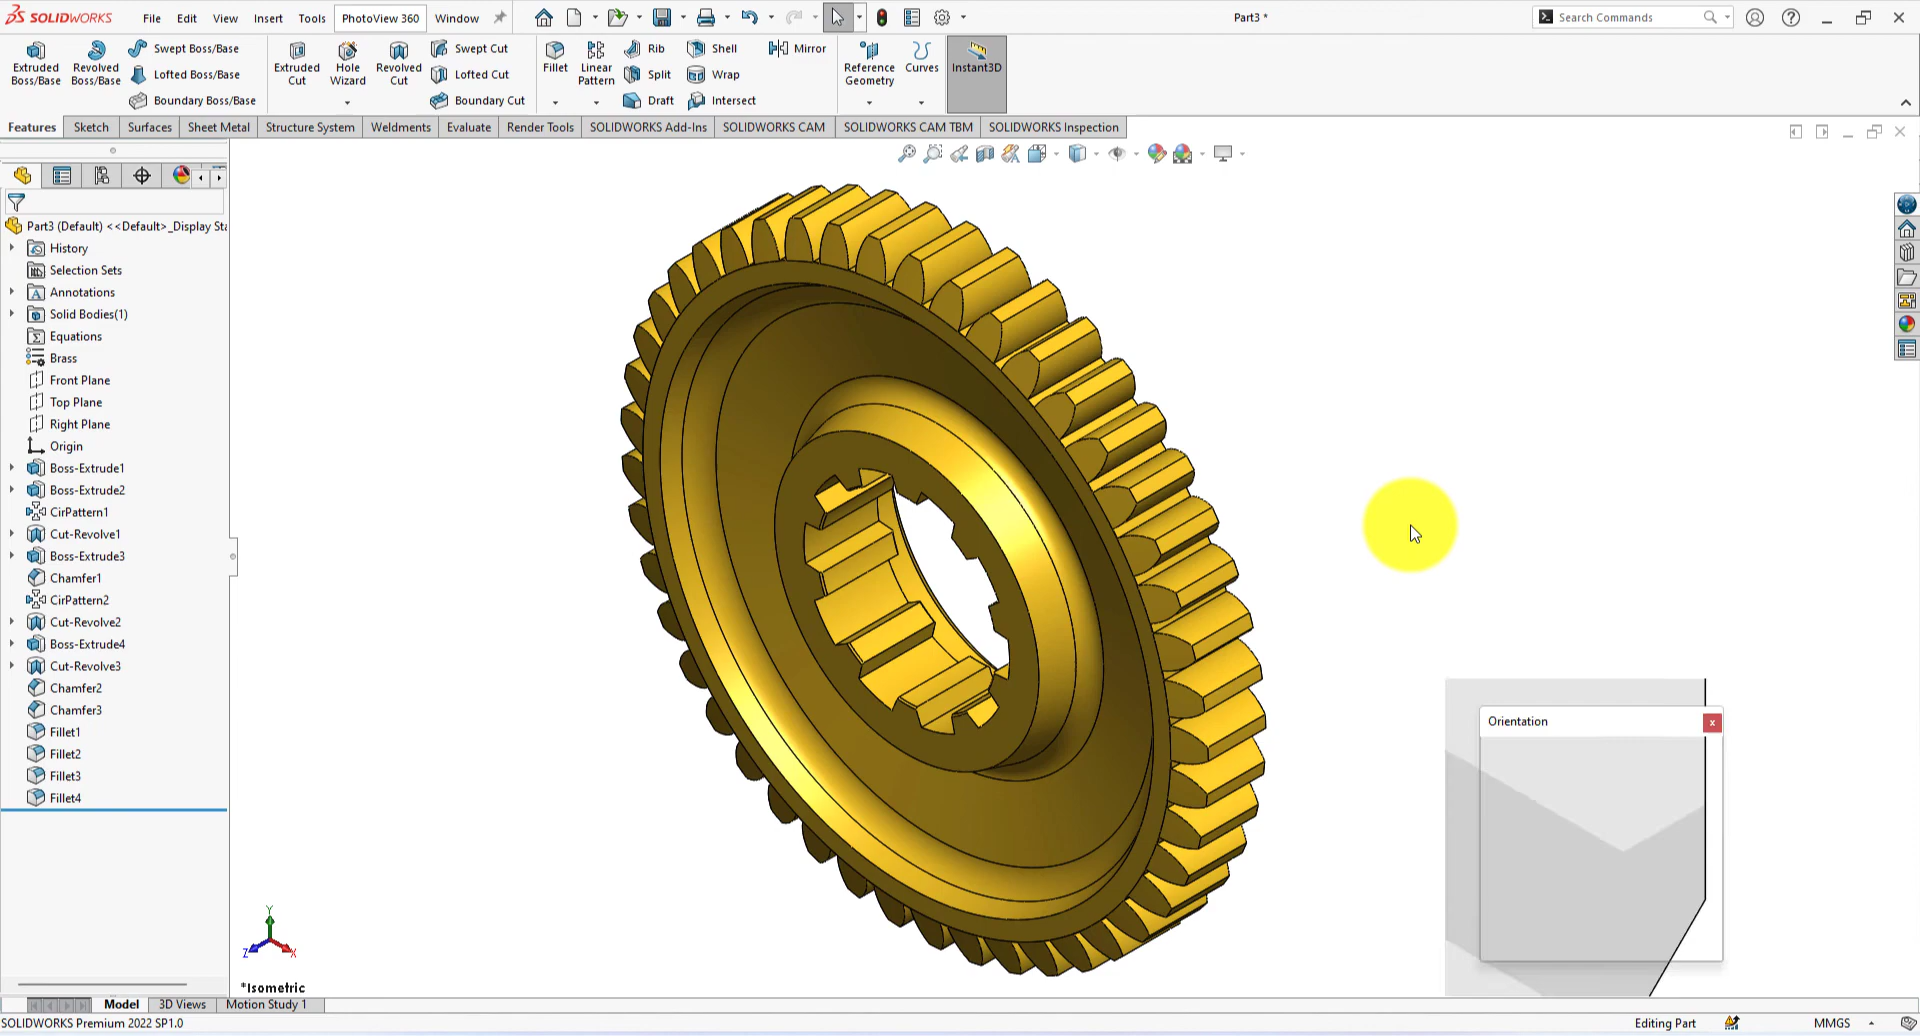 SOLIDWORKS File Edit View Insert Tools PhotoView 360 Window Part3 * Search Commands
Extruded Boss/Base
Revolved Boss/Base
Swept Boss/Base
Lofted Boss/Base
Boundary Boss/Base
Extruded Cut
Hole Wizard
Revolved Cut
Swept Cut
Lofted Cut
Boundary Cut
Fillet
Linear Pattern
Rib
Split
Draft
Shell
Wrap
Intersect
Mirror
Reference Geometry
Curves
Instant3D
Features Sketch Surfaces Sheet Metal Structure System Weldments Evaluate Render Tools SOLIDWORKS Add-Ins SOLIDWORKS CAM SOLIDWORKS CAM TBM SOLIDWORKS Inspection
Part3 (Default) <<Default>_Display Sta
History
Selection Sets
Annotations
Solid Bodies(1)
Equations
Brass
Front Plane
Top Plane
Right Plane
Origin
Boss-Extrude1
Boss-Extrude2
CirPattern1
Cut-Revolve1
Boss-Extrude3
Chamfer1
CirPattern2
Cut-Revolve2
Boss-Extrude4
Cut-Revolve3
Chamfer2
Chamfer3
Fillet1
Fillet2
Fillet3
Fillet4
Orientation
Y
Z X
*Isometric
Model 3D Views Motion Study 1
SOLIDWORKS Premium 2022 SP1.0 Editing Part MMGS